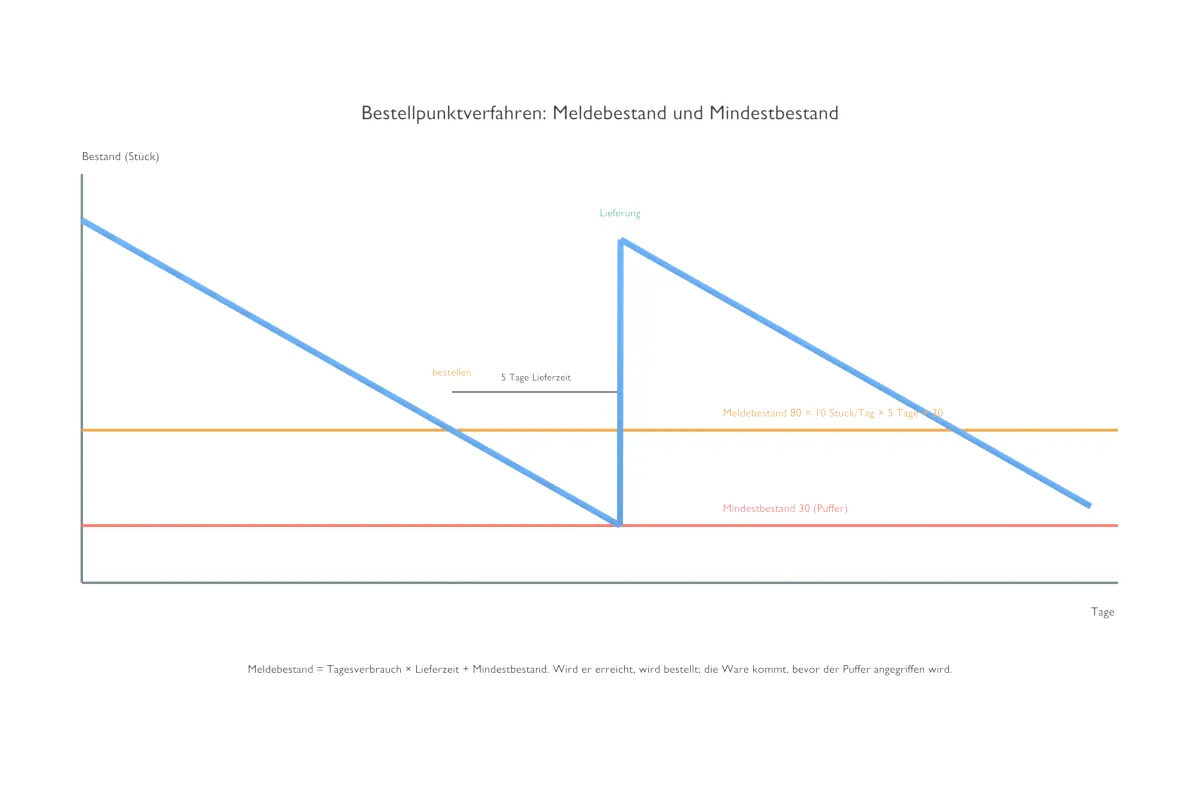 Bestellpunktverfahren: Meldebestand und Mindestbestand
Bestand (Stück)
Lieferung
bestellen
5 Tage Lieferzeit
Meldebestand 80 = 10 Stück/Tag × 5 Tage + 30
Mindestbestand 30 (Puffer)
Tage
Meldebestand = Tagesverbrauch × Lieferzeit + Mindestbestand. Wird er erreicht, wird bestellt; die Ware kommt, bevor der Puffer angegriffen wird.